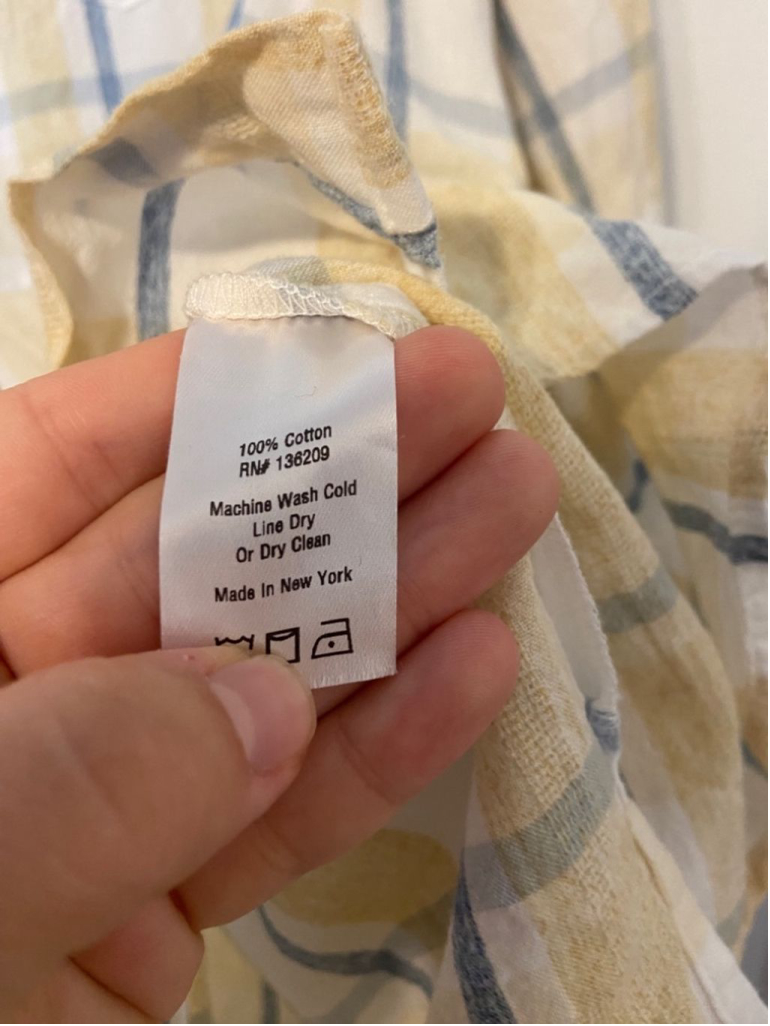 100% Cotton
RN# 136209
Machine Wash Cold
Line Dry
Or Dry Clean
Made In New York